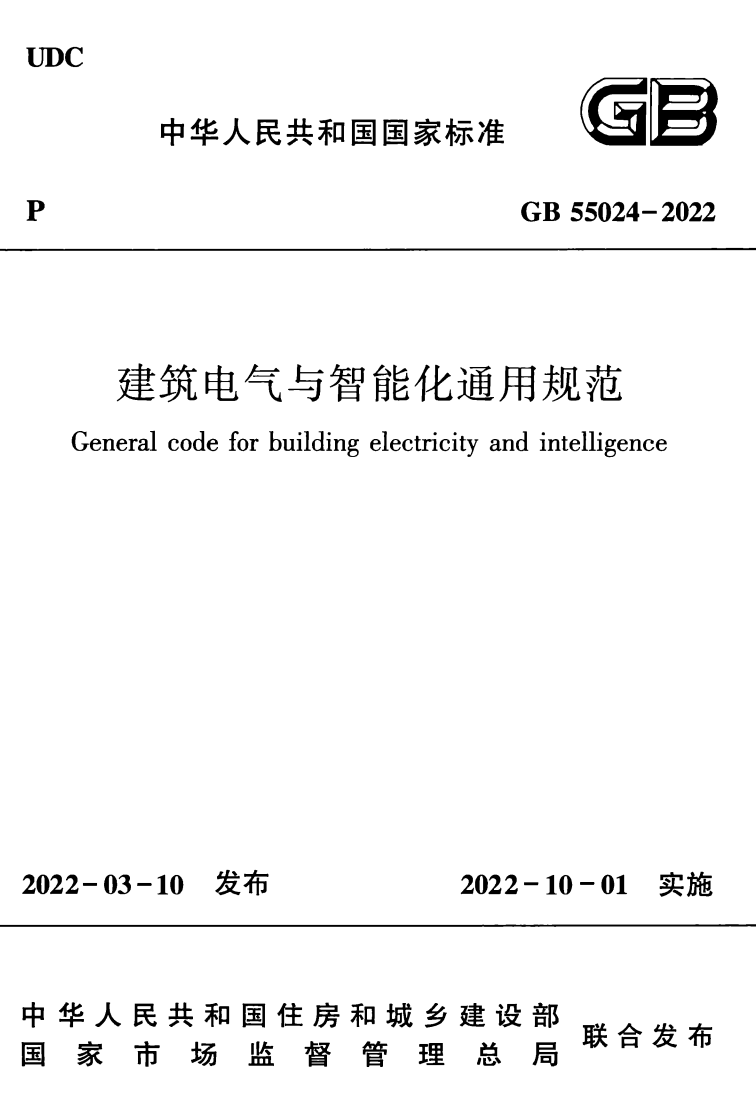 UDC
GB
中华人民共和国国家标准
P
GB 55024-2022
建筑电气与智能化通用规范
General code for building electricity and intelligence
2022-03-10 发布
2022-10-01 实施
中华人民共和国住房和城乡建设部
国家市场监督管理总局
联合发布